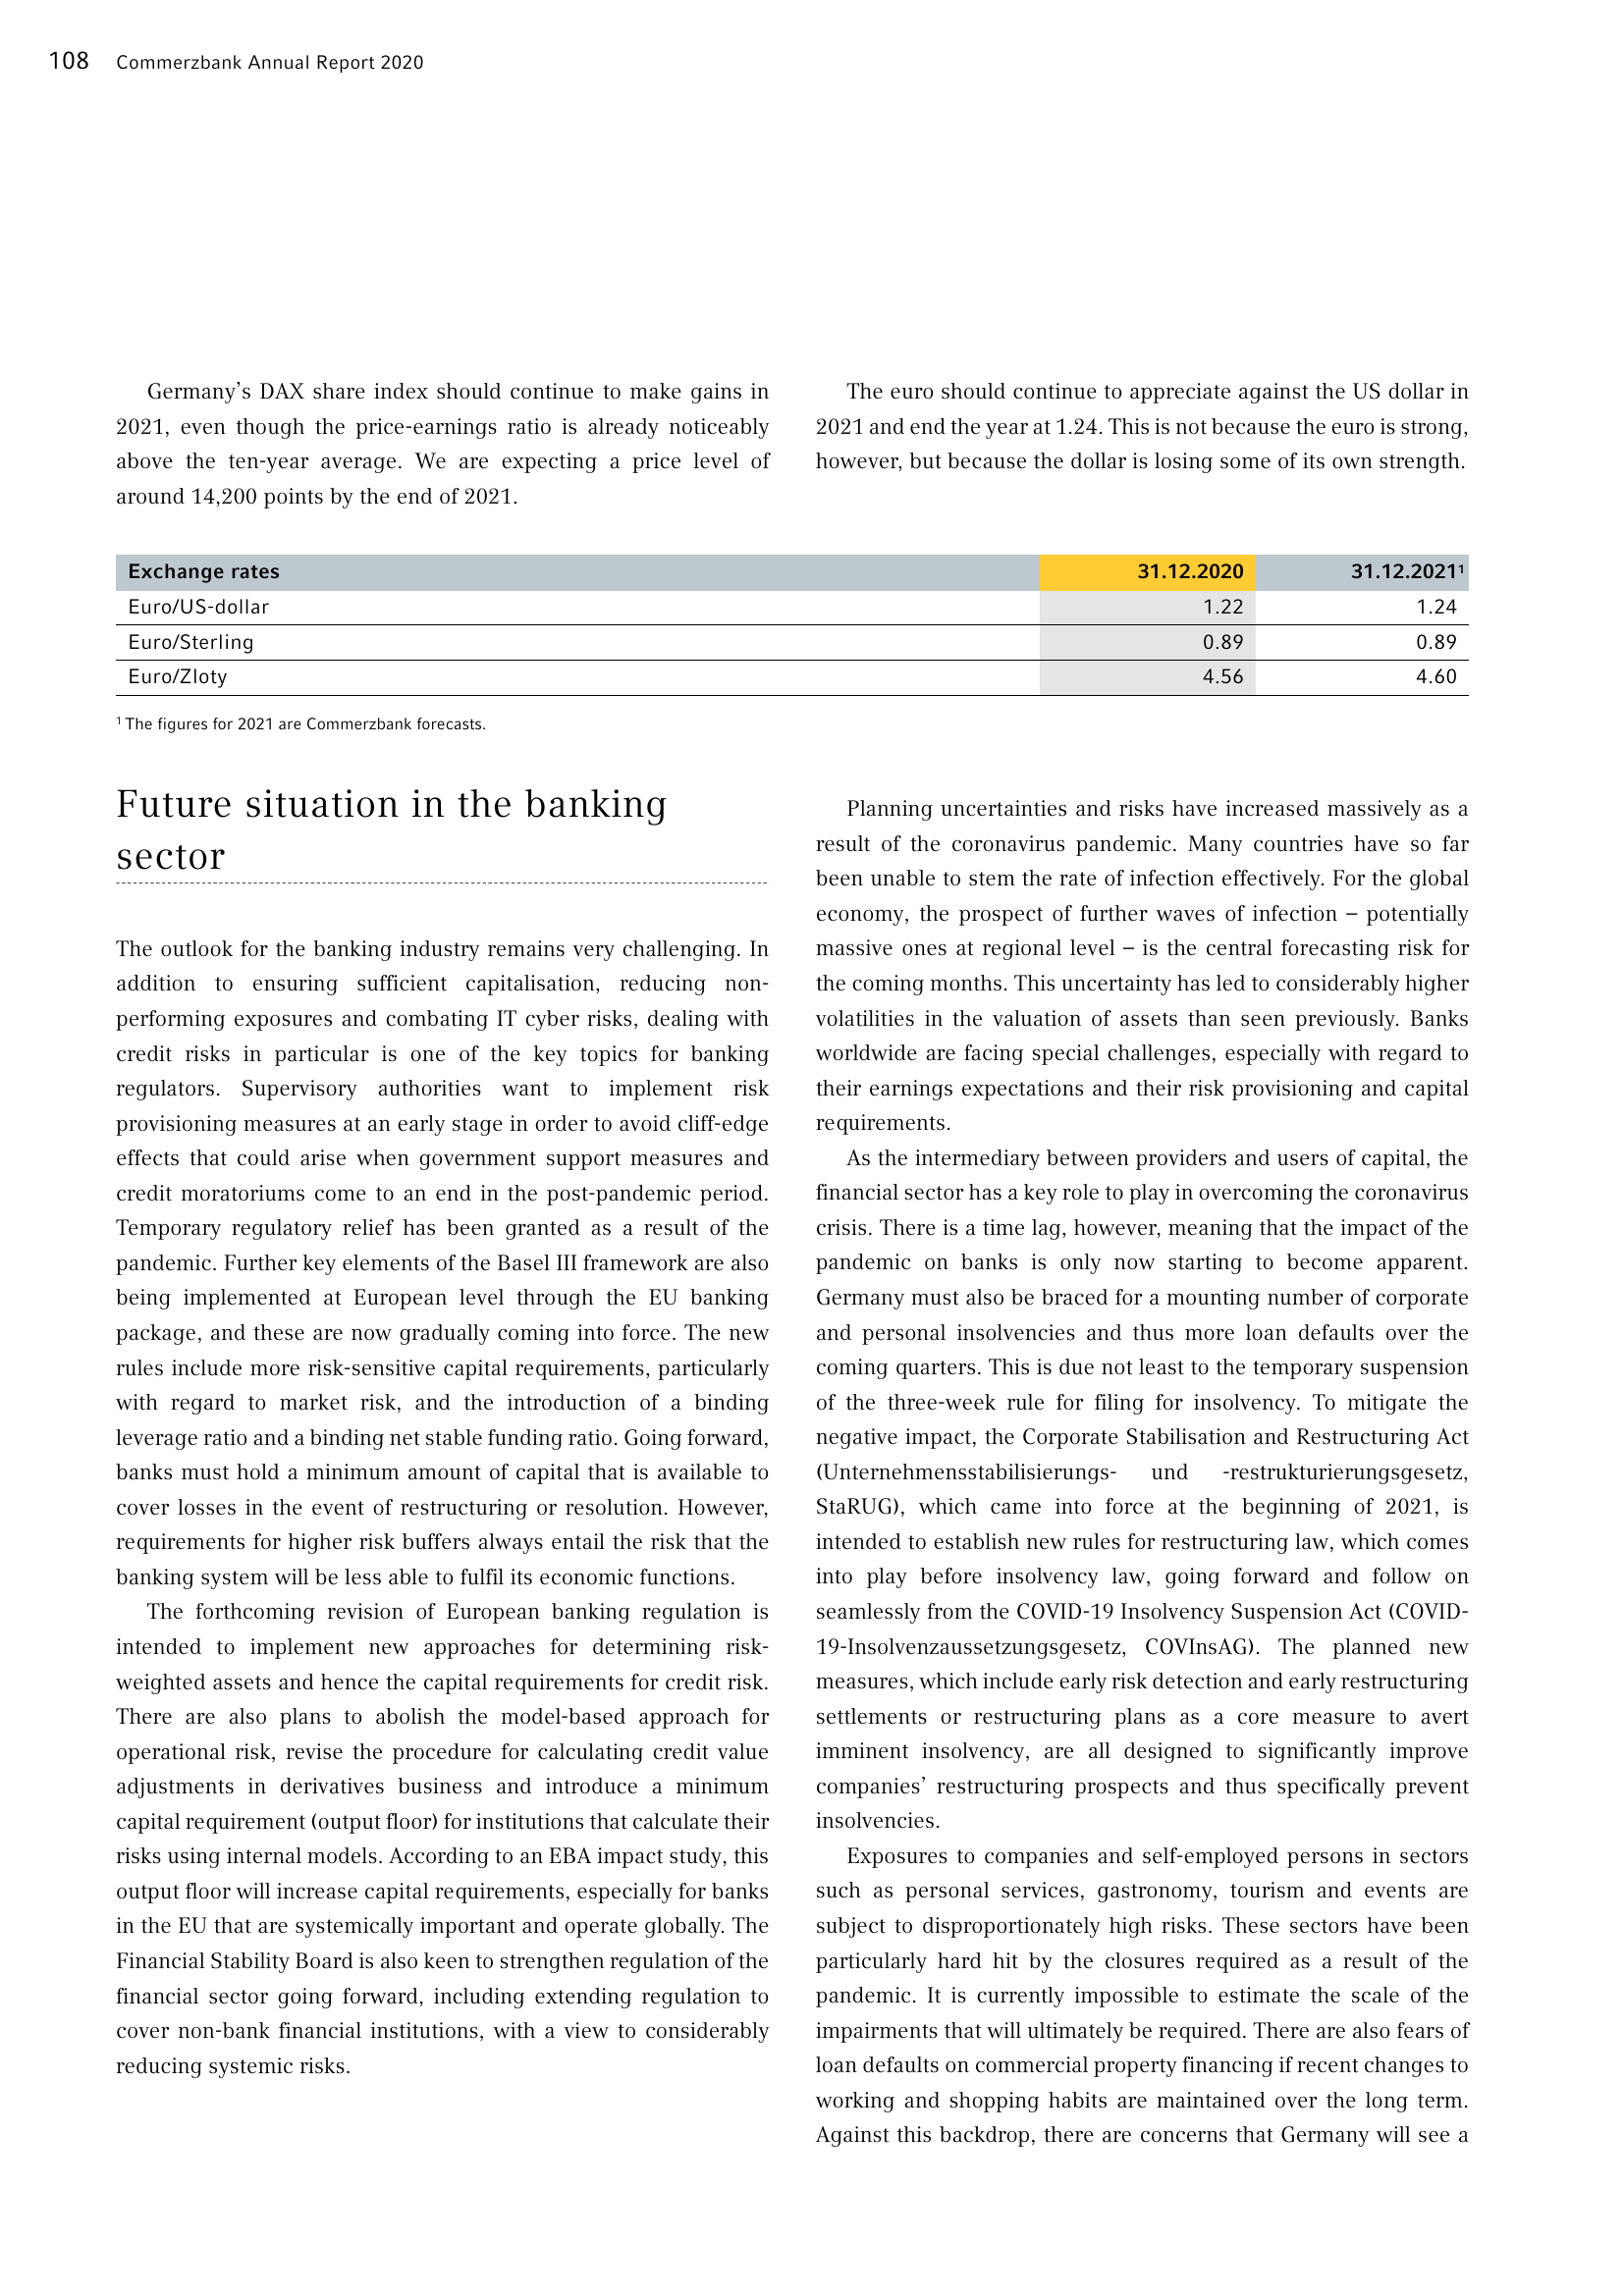 108 Commerzbank Annual Report 2020
Germany’s DAX share index should continue to make gains in
2021, even though the price-earnings ratio is already noticeably
above the ten-year average. We are expecting a price level of
around 14,200 points by the end of 2021.
The euro should continue to appreciate against the US dollar in
2021 and end the year at 1.24. This is not because the euro is strong,
however, but because the dollar is losing some of its own strength.
Exchange rates 31.12.2020 31.12.2021¹
Euro/US-dollar 1.22 1.24
Euro/Sterling 0.89 0.89
Euro/Zloty 4.56 4.60
¹ The figures for 2021 are Commerzbank forecasts.
Future situation in the banking
sector
The outlook for the banking industry remains very challenging. In
addition to ensuring sufficient capitalisation, reducing non-
performing exposures and combating IT cyber risks, dealing with
credit risks in particular is one of the key topics for banking
regulators. Supervisory authorities want to implement risk
provisioning measures at an early stage in order to avoid cliff-edge
effects that could arise when government support measures and
credit moratoriums come to an end in the post-pandemic period.
Temporary regulatory relief has been granted as a result of the
pandemic. Further key elements of the Basel III framework are also
being implemented at European level through the EU banking
package, and these are now gradually coming into force. The new
rules include more risk-sensitive capital requirements, particularly
with regard to market risk, and the introduction of a binding
leverage ratio and a binding net stable funding ratio. Going forward,
banks must hold a minimum amount of capital that is available to
cover losses in the event of restructuring or resolution. However,
requirements for higher risk buffers always entail the risk that the
banking system will be less able to fulfil its economic functions.
The forthcoming revision of European banking regulation is
intended to implement new approaches for determining risk-
weighted assets and hence the capital requirements for credit risk.
There are also plans to abolish the model-based approach for
operational risk, revise the procedure for calculating credit value
adjustments in derivatives business and introduce a minimum
capital requirement (output floor) for institutions that calculate their
risks using internal models. According to an EBA impact study, this
output floor will increase capital requirements, especially for banks
in the EU that are systemically important and operate globally. The
Financial Stability Board is also keen to strengthen regulation of the
financial sector going forward, including extending regulation to
cover non-bank financial institutions, with a view to considerably
reducing systemic risks.
Planning uncertainties and risks have increased massively as a
result of the coronavirus pandemic. Many countries have so far
been unable to stem the rate of infection effectively. For the global
economy, the prospect of further waves of infection – potentially
massive ones at regional level – is the central forecasting risk for
the coming months. This uncertainty has led to considerably higher
volatilities in the valuation of assets than seen previously. Banks
worldwide are facing special challenges, especially with regard to
their earnings expectations and their risk provisioning and capital
requirements.
As the intermediary between providers and users of capital, the
financial sector has a key role to play in overcoming the coronavirus
crisis. There is a time lag, however, meaning that the impact of the
pandemic on banks is only now starting to become apparent.
Germany must also be braced for a mounting number of corporate
and personal insolvencies and thus more loan defaults over the
coming quarters. This is due not least to the temporary suspension
of the three-week rule for filing for insolvency. To mitigate the
negative impact, the Corporate Stabilisation and Restructuring Act
(Unternehmensstabilisierungs- und -restrukturierungsgesetz,
StaRUG), which came into force at the beginning of 2021, is
intended to establish new rules for restructuring law, which comes
into play before insolvency law, going forward and follow on
seamlessly from the COVID-19 Insolvency Suspension Act (COVID-
19-Insolvenzaussetzungsgesetz, COVInsAG). The planned new
measures, which include early risk detection and early restructuring
settlements or restructuring plans as a core measure to avert
imminent insolvency, are all designed to significantly improve
companies’ restructuring prospects and thus specifically prevent
insolvencies.
Exposures to companies and self-employed persons in sectors
such as personal services, gastronomy, tourism and events are
subject to disproportionately high risks. These sectors have been
particularly hard hit by the closures required as a result of the
pandemic. It is currently impossible to estimate the scale of the
impairments that will ultimately be required. There are also fears of
loan defaults on commercial property financing if recent changes to
working and shopping habits are maintained over the long term.
Against this backdrop, there are concerns that Germany will see a